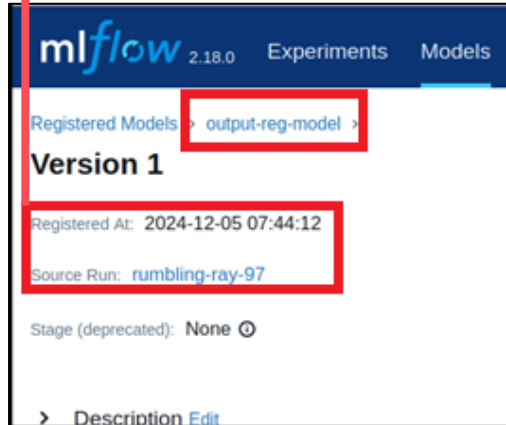 mlflow 2.18.0 Experiments Models
Registered Models > output-reg-model >
Version 1
Registered At: 2024-12-05 07:44:12
Source Run: rumbling-ray-97
Stage (deprecated): None
> Description Edit